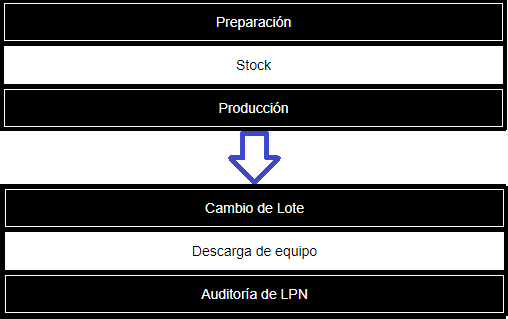 Preparación
Stock
Producción
Cambio de Lote
Descarga de equipo
Auditoría de LPN